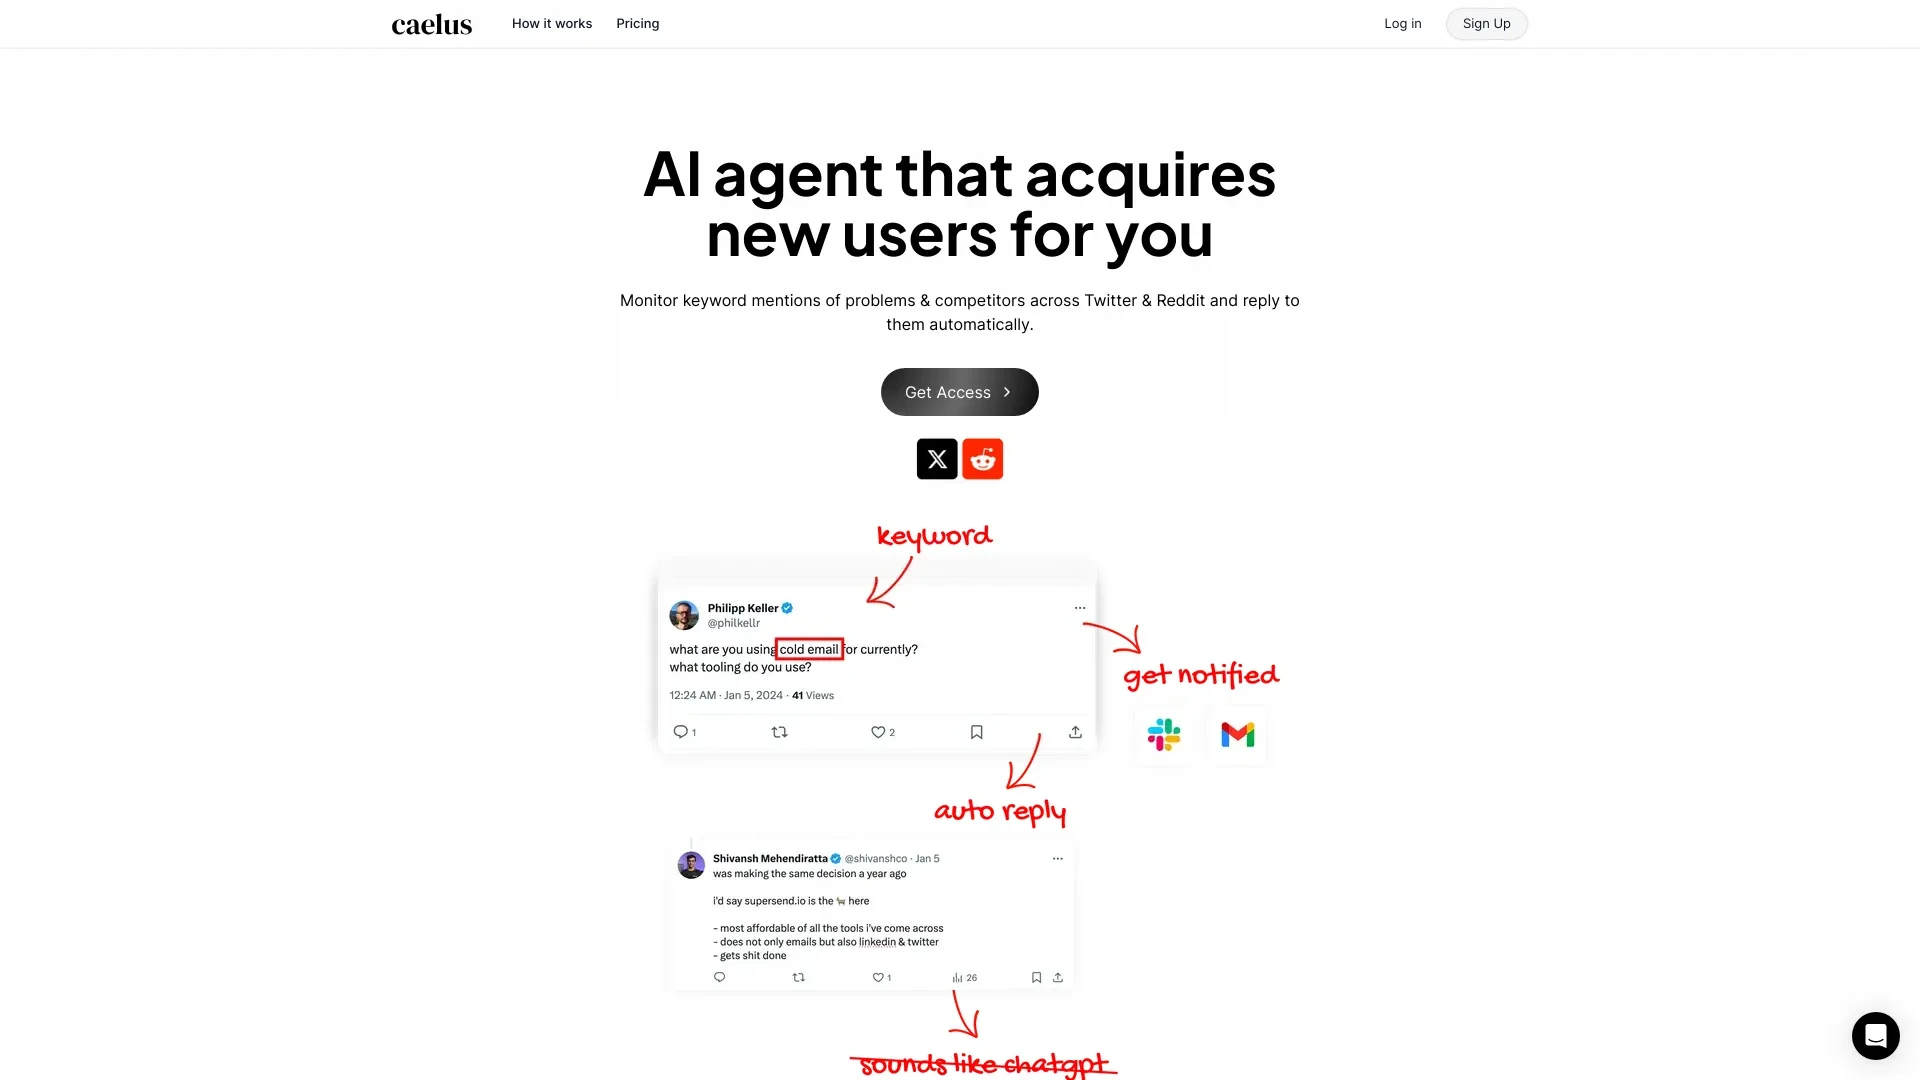 caelus
How it works
Pricing
Log in
Sign Up
AI agent that acquires
new users for you
Monitor keyword mentions of problems & competitors across Twitter & Reddit and reply to
them automatically.
Get Access
keyword
Philipp Keller
@philkellr
what are you using cold email for currently?
what tooling do you use?
12:24 AM · Jan 5, 2024 · 41 Views
1
2
get notified
auto reply
Shivansh Mehendiratta @shivanshco · Jan 5
was making the same decision a year ago
i'd say supersend.io is the 🐐 here
- most affordable of all the tools i've come across
- does not only emails but also linkedin & twitter
- gets shit done
1
26
sounds like chatgpt